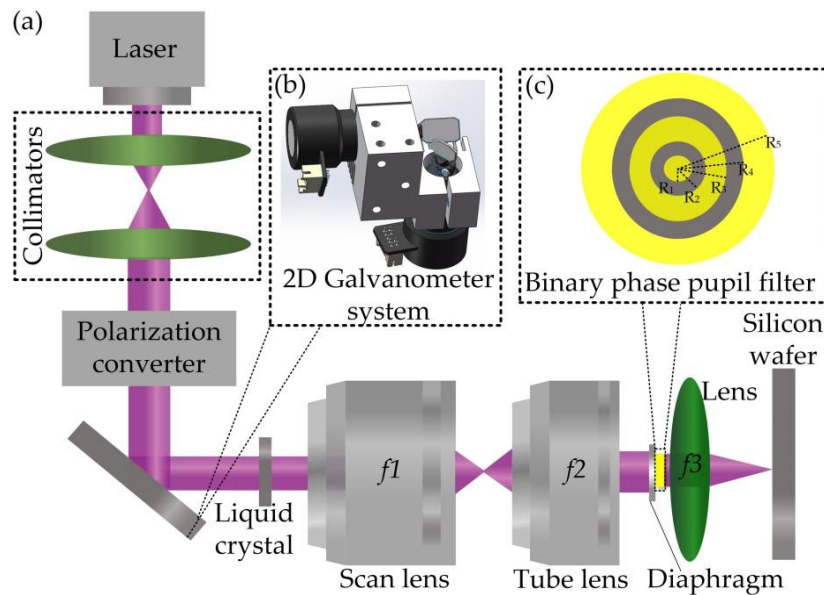 (a)
Laser
Collimators
Polarization
converter
(b)
2D Galvanometer
system
(c)
R1
R2
R3
R4
R5
Binary phase pupil filter
Silicon
wafer
Lens
f1
f2
f3
Liquid
crystal
Scan lens
Tube lens
Diaphragm